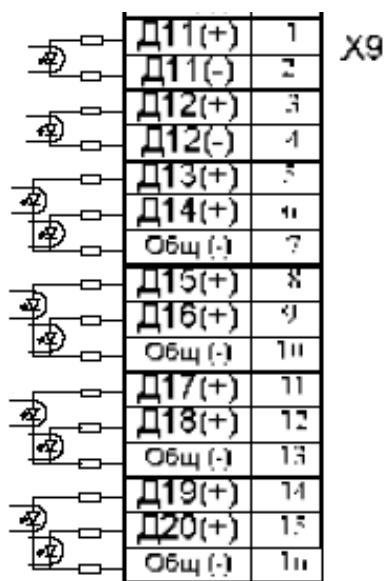 Д11(+) 1 X9
Д11(-) 2
Д12(+) 3
Д12(-) 4
Д13(+) 5
Д14(+) 6
Общ (-) 7
Д15(+) 8
Д16(+) 9
Общ (-) 10
Д17(+) 11
Д18(+) 12
Общ (-) 13
Д19(+) 14
Д20(+) 15
Общ (-) 16